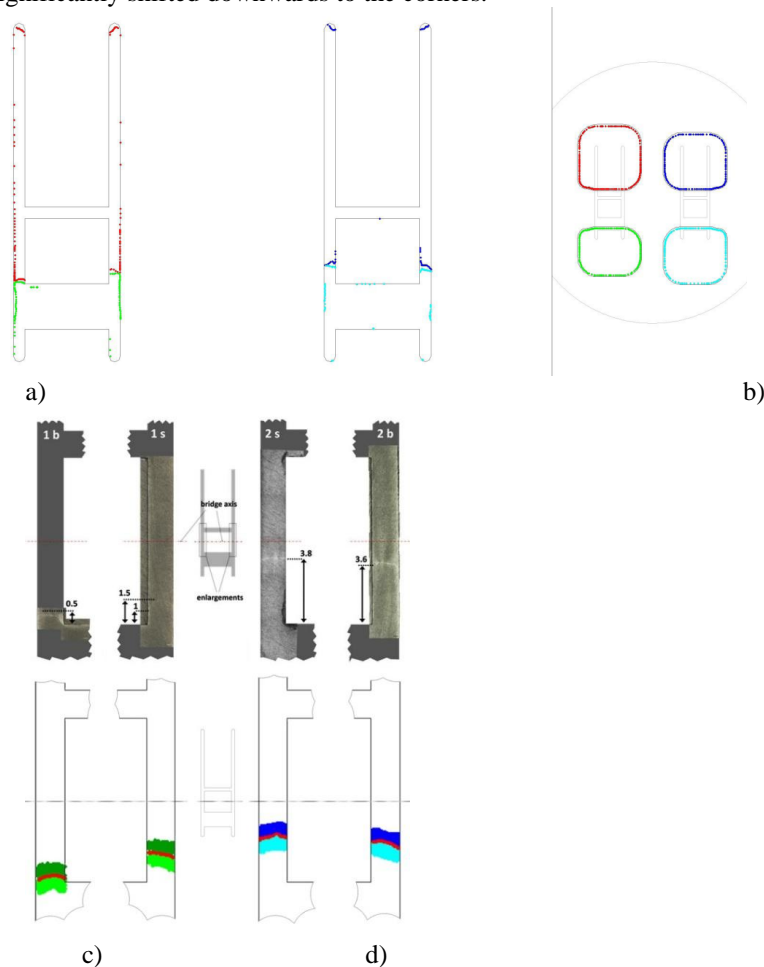 significantly shifted downwards to the corners.
a)
b)
1 b
1 s
2 s
2 b
bridge axis
3.8
3.6
1.5
0.5
1
enlargements
c)
d)